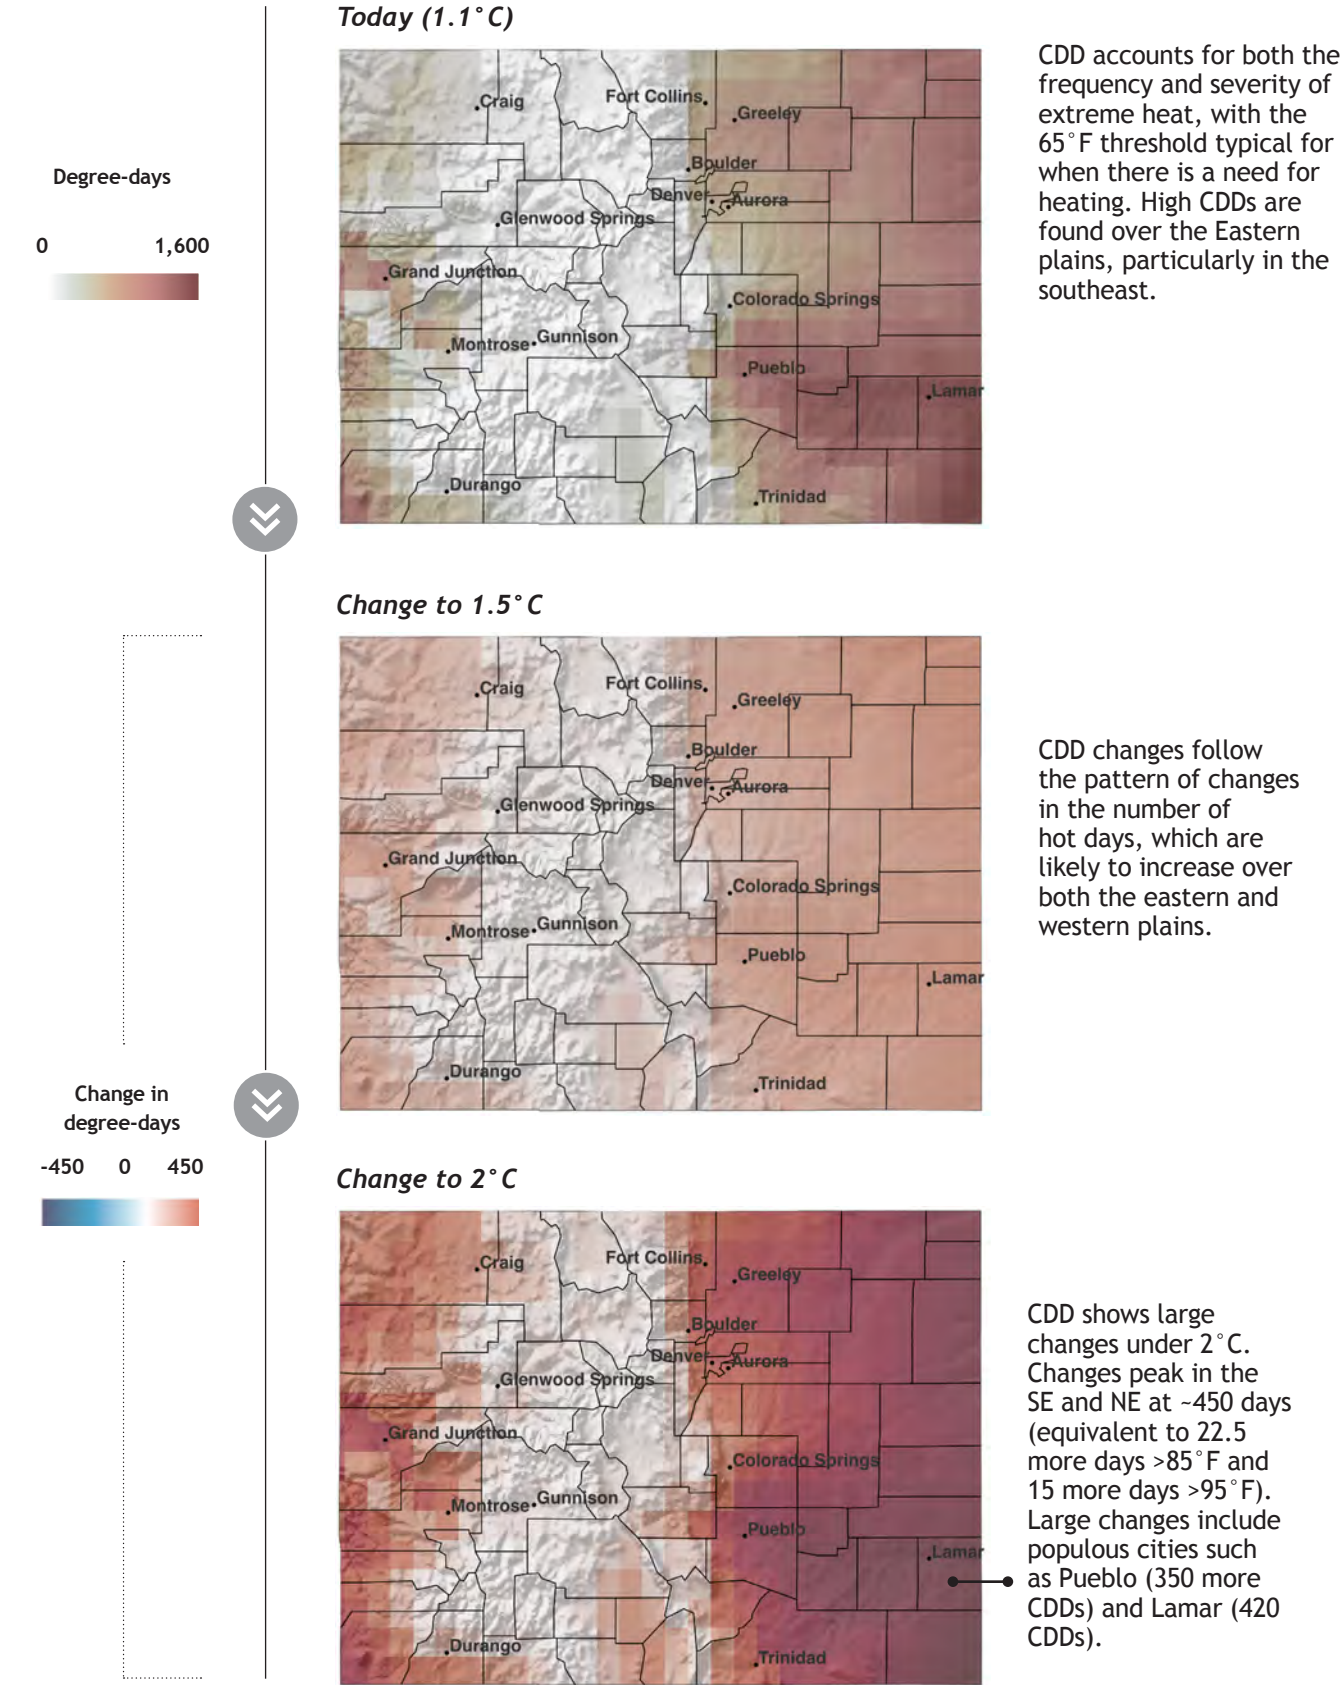 Today (1.1°C)
CDD accounts for both the
frequency and severity of
extreme heat, with the
65°F threshold typical for
when there is a need for
heating. High CDDs are
found over the Eastern
plains, particularly in the
southeast.
Degree-days
0 1,600
Craig
Fort Collins
Greeley
Boulder
Denver
Aurora
Glenwood Springs
Grand Junction
Colorado Springs
Montrose
Gunnison
Pueblo
Lamar
Durango
Trinidad
Change to 1.5°C
Craig
Fort Collins
Greeley
Boulder
Denver
Aurora
Glenwood Springs
Grand Junction
Colorado Springs
Montrose
Gunnison
Pueblo
Lamar
Durango
Trinidad
CDD changes follow
the pattern of changes
in the number of
hot days, which are
likely to increase over
both the eastern and
western plains.
Change in
degree-days
-450 0 450
Change to 2°C
Craig
Fort Collins
Greeley
Boulder
Denver
Aurora
Glenwood Springs
Grand Junction
Colorado Springs
Montrose
Gunnison
Pueblo
Lamar
Durango
Trinidad
CDD shows large
changes under 2°C.
Changes peak in the
SE and NE at ~450 days
(equivalent to 22.5
more days >85°F and
15 more days >95°F).
Large changes include
populous cities such
as Pueblo (350 more
CDDs) and Lamar (420
CDDs).